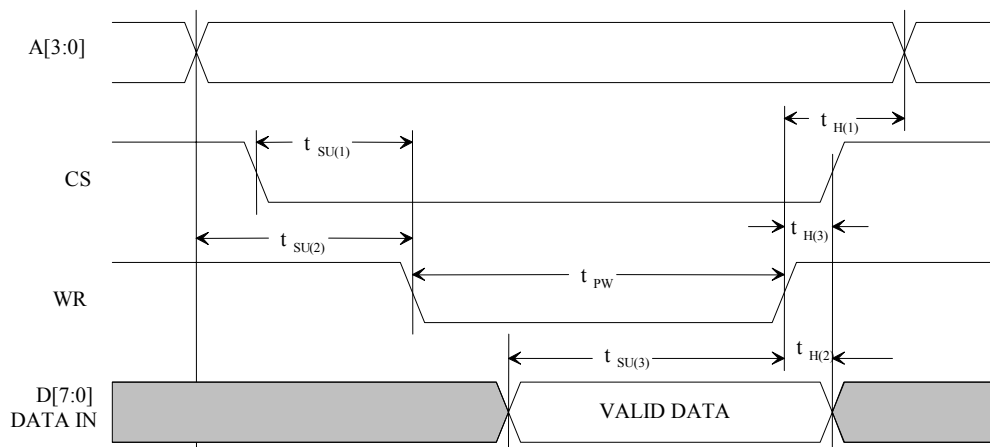 A[3:0]
t H(1)
t SU(1)
CS
t H(3)
t SU(2)
t PW
WR
t SU(3)
t H(2
D[7:0]
DATA IN
VALID DATA